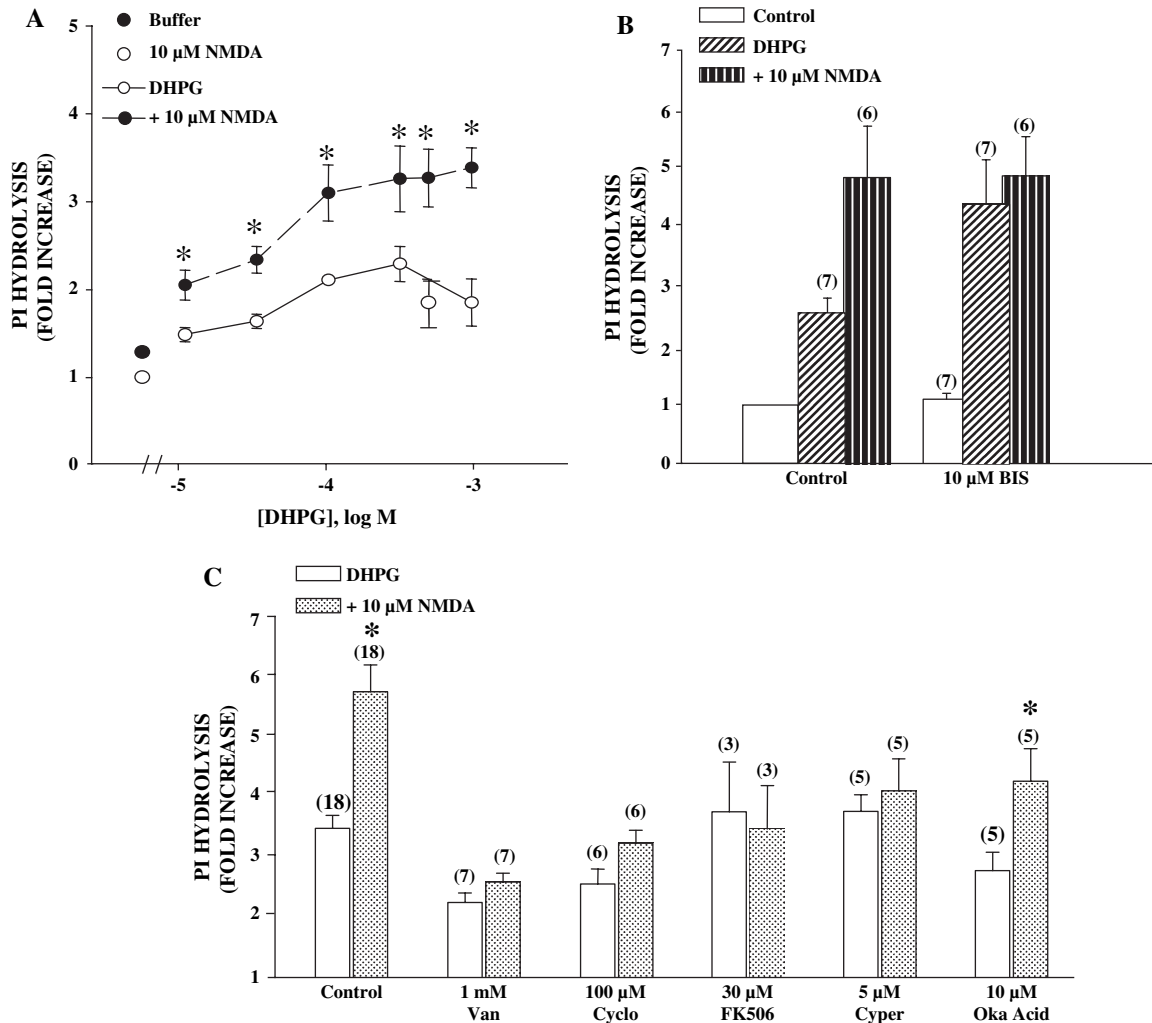 A
Buffer
10 µM NMDA
DHPG
+ 10 µM NMDA
5
4
3
2
1
0
* * * * * *
PI HYDROLYSIS
(FOLD INCREASE)
-5 -4 -3
[DHPG], log M
B
Control
DHPG
+ 10 µM NMDA
7
6
5
4
3
2
1
0
PI HYDROLYSIS
(FOLD INCREASE)
(7) (6) (7) (7) (6)
Control 10 µM BIS
C
DHPG
+ 10 µM NMDA
7
6
5
4
3
2
1
PI HYDROLYSIS
(FOLD INCREASE)
* *
(18) (18) (7) (7) (6) (6) (3) (3) (5) (5) (5) (5)
Control 1 mM 100 µM 30 µM 5 µM 10 µM
Van Cyclo FK506 Cyper Oka Acid